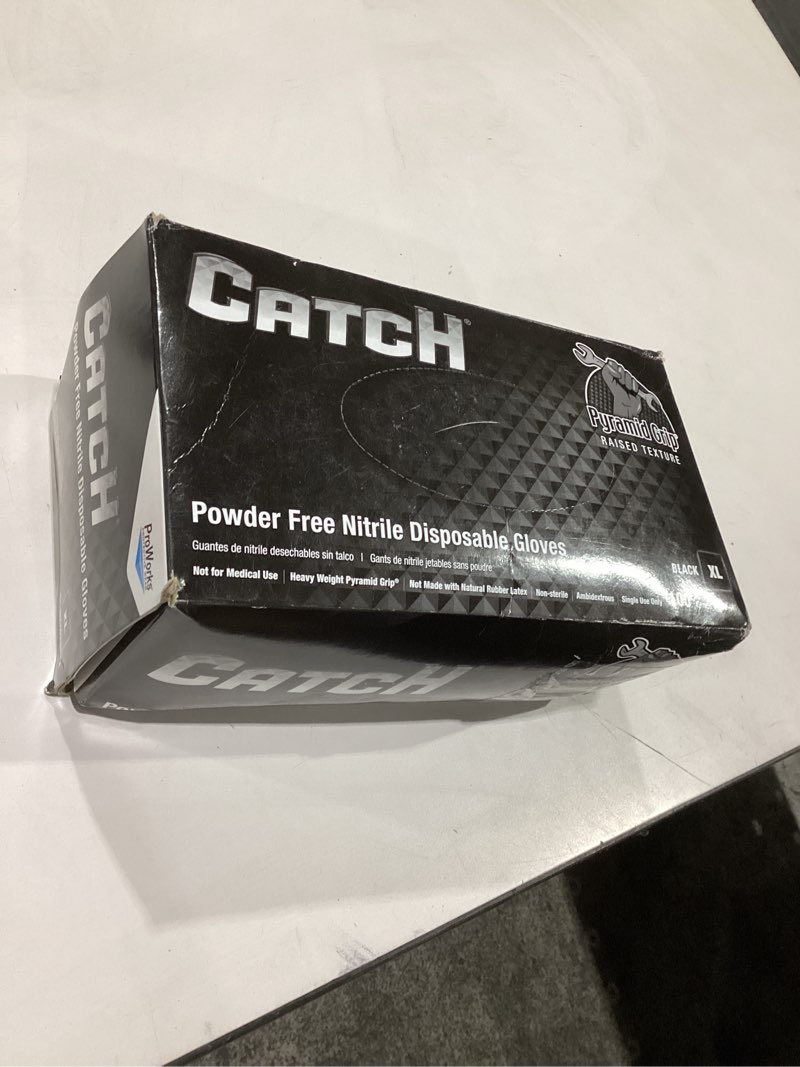 CATCH®
Pyramid Grip®
RAISED TEXTURE
Powder Free Nitrile Disposable Gloves
Guantes de nitrile desechables sin talco | Gants de nitrile jetables sans poudre
Not for Medical Use | Heavy Weight Pyramid Grip® | Not Made with Natural Rubber Latex | Non-sterile | Ambidextrous | Single Use Only
BLACK XL
CATCH
Powder Free Nitrile Disposable Gloves
ProWorks
XL
CATCH